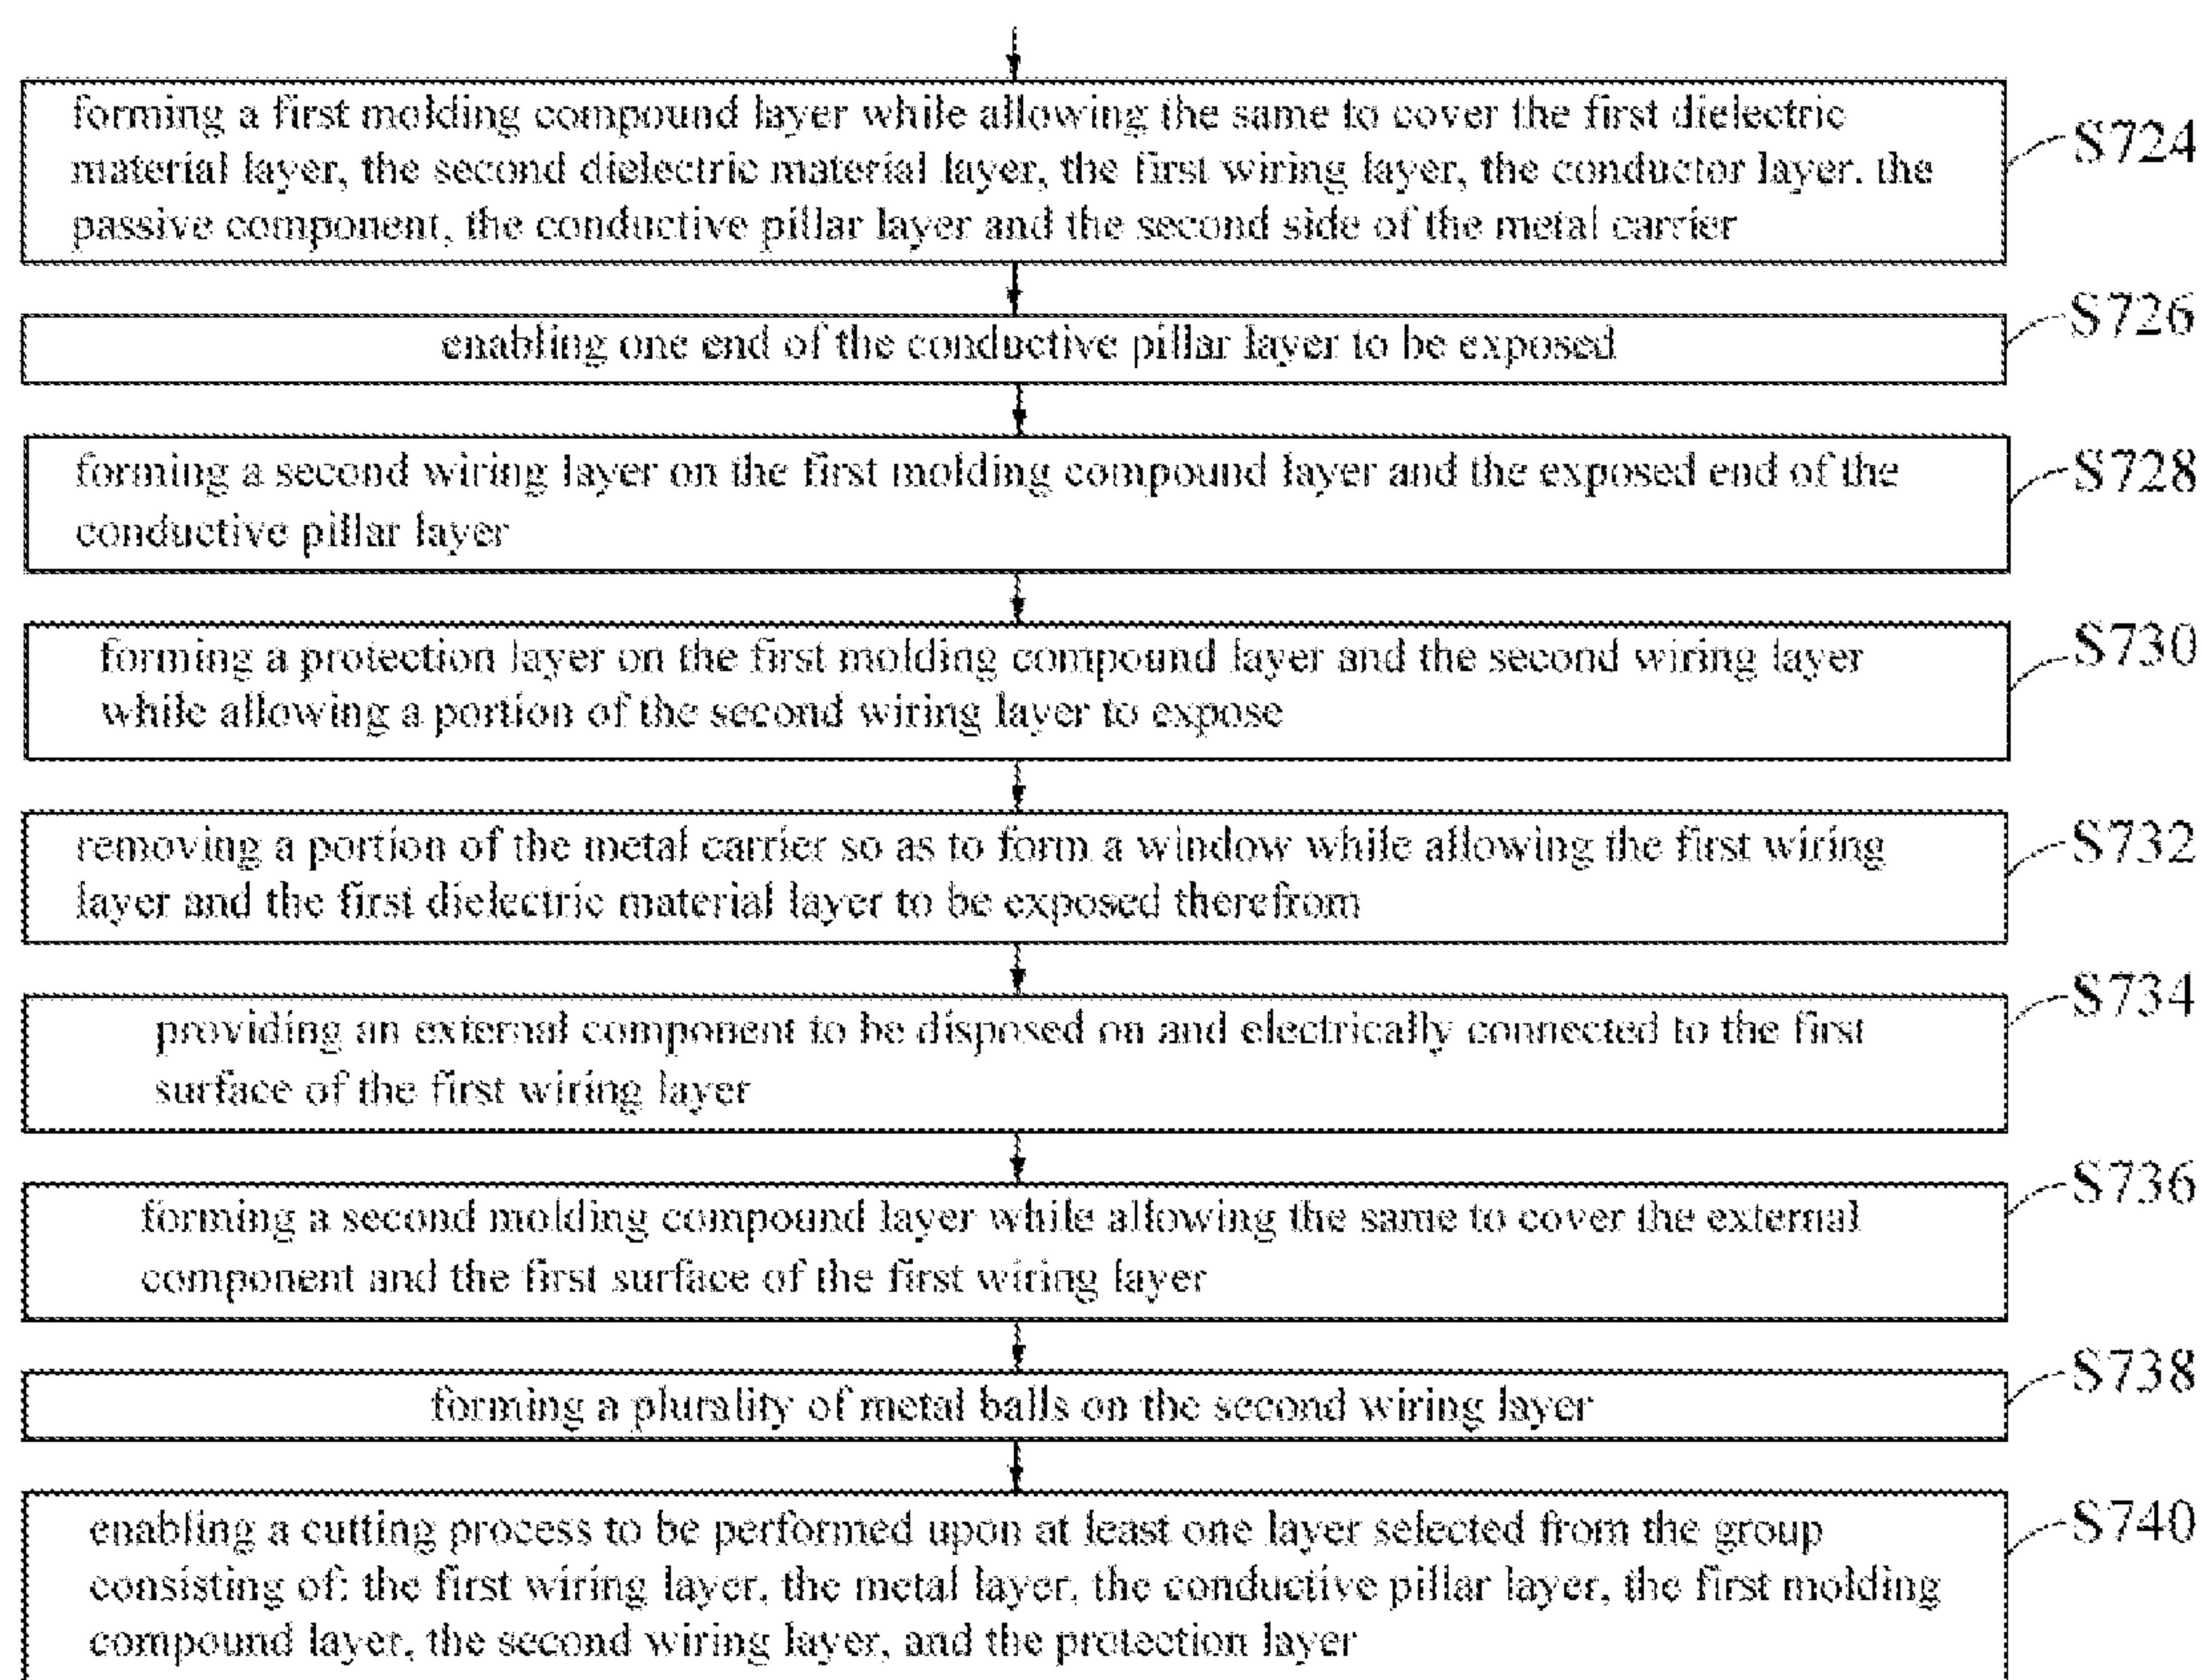 forming a first molding compound layer while allowing the same to cover the first dielectric
material layer, the second dielectric material layer, the first wiring layer, the conductor layer. the
passive component, the conductive pillar layer and the second side of the metal carrier
S724
enabling one end of the conductive pillar layer to be exposed
S726
forming a second wiring layer on the first molding compound layer and the exposed end of the
conductive pillar layer
S728
forming a protection layer on the first molding compound layer and the second wiring layer
while allowing a portion of the second wiring layer to expose
S730
removing a portion of the metal carrier so as to form a window while allowing the first wiring
layer and the first dielectric material layer to be exposed therefrom
S732
providing an external component to be disposed on and electrically connected to the first
surface of the first wiring layer
S734
forming a second molding compound layer while allowing the same to cover the external
component and the first surface of the first wiring layer
S736
forming a plurality of metal balls on the second wiring layer
S738
enabling a cutting process to be performed upon at least one layer selected from the group
consisting of: the first wiring layer, the metal layer, the conductive pillar layer, the first molding
compound layer, the second wiring layer, and the protection layer
S740